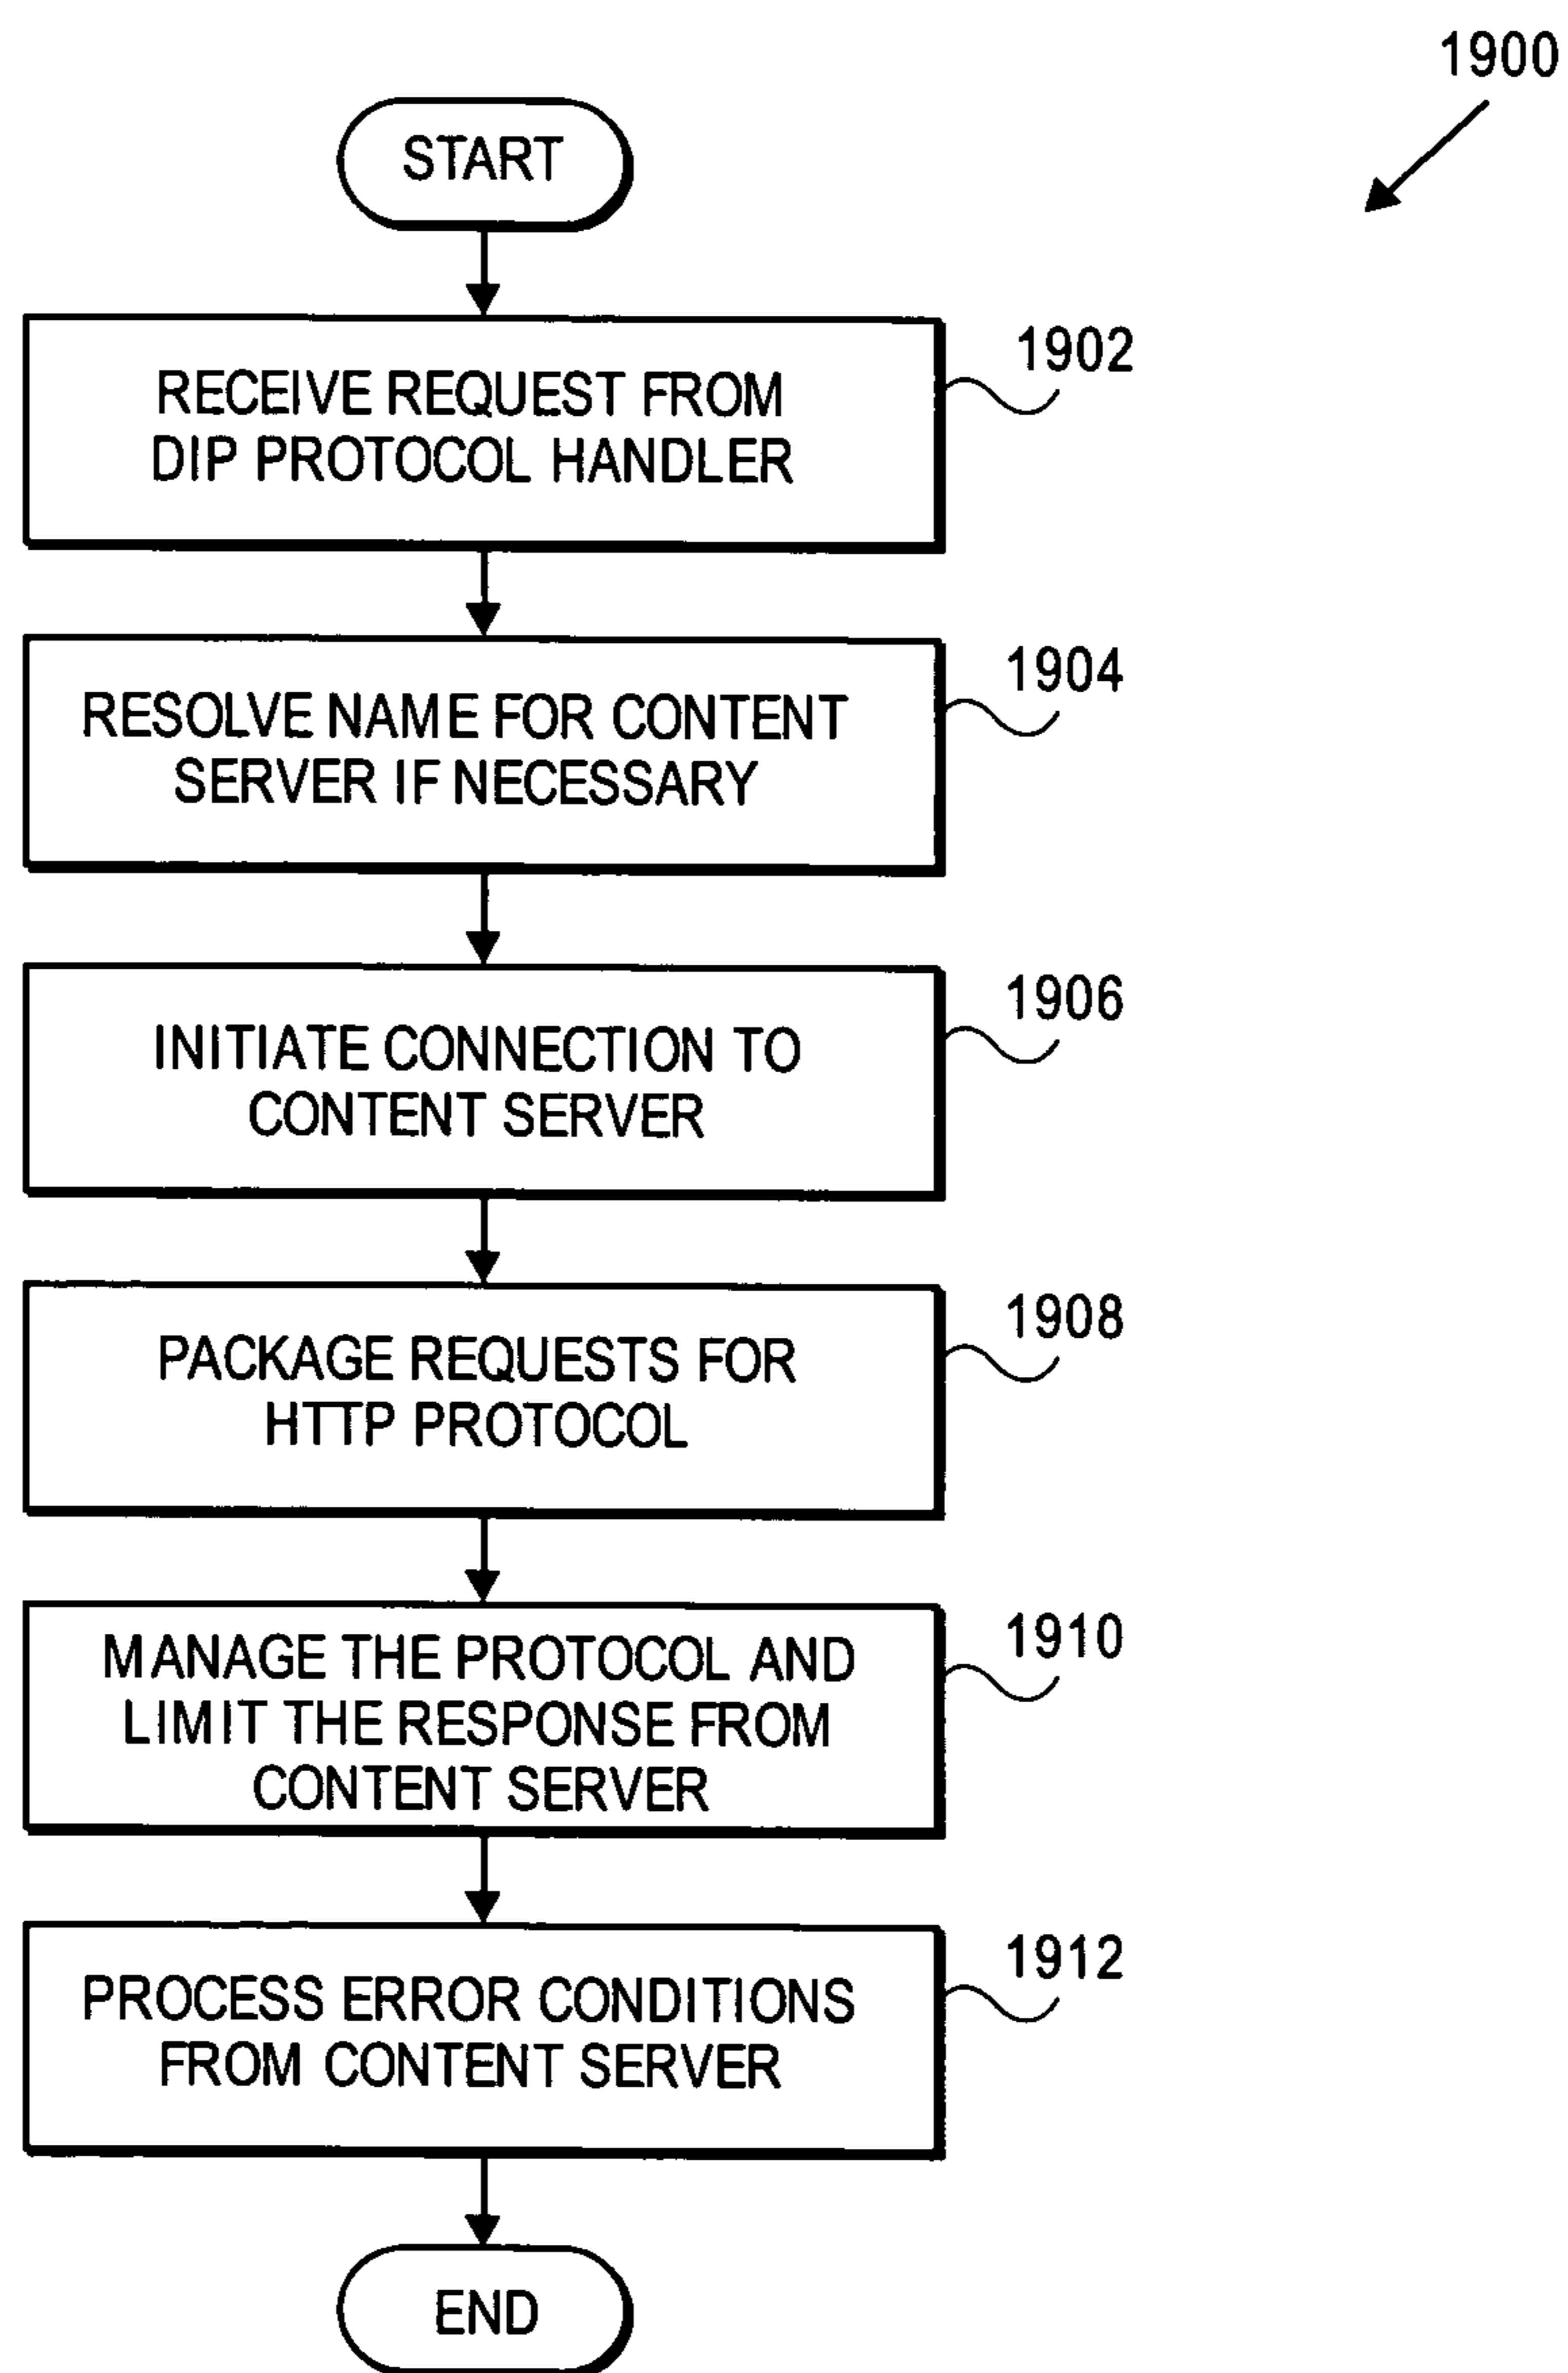 1900
START
1902
RECEIVE REQUEST FROM
DIP PROTOCOL HANDLER
1904
RESOLVE NAME FOR CONTENT
SERVER IF NECESSARY
1906
INITIATE CONNECTION TO
CONTENT SERVER
1908
PACKAGE REQUESTS FOR
HTTP PROTOCOL
1910
MANAGE THE PROTOCOL AND
LIMIT THE RESPONSE FROM
CONTENT SERVER
1912
PROCESS ERROR CONDITIONS
FROM CONTENT SERVER
END